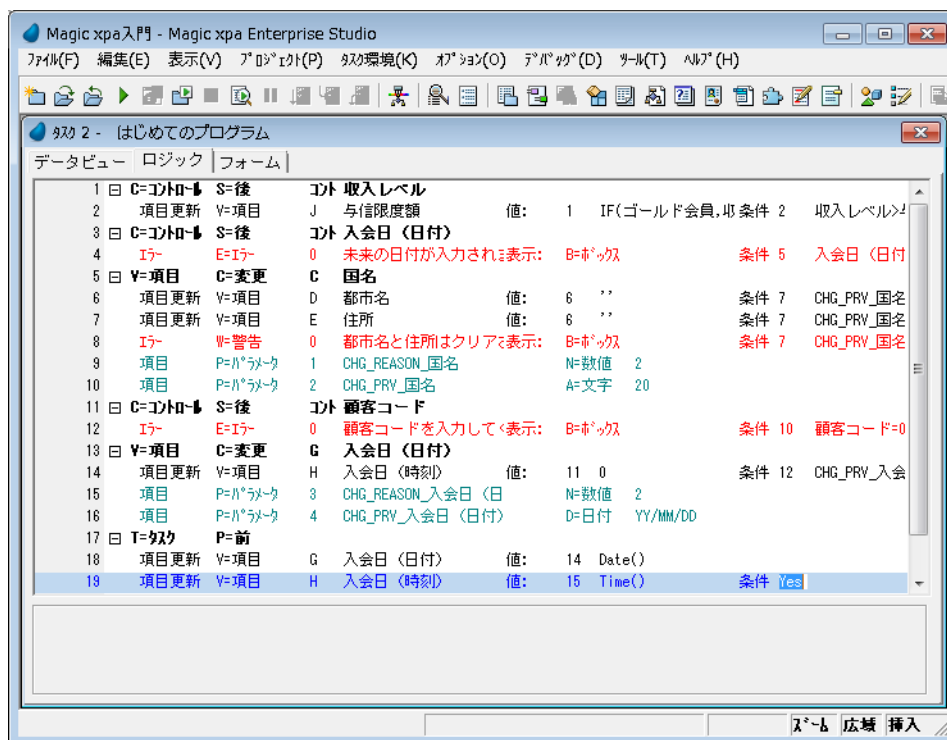 Magic xpa入門 - Magic xpa Enterprise Studio
ﾌｧｲﾙ(F) 編集(E) 表示(V) ﾌﾟﾛｼﾞｪｸﾄ(P) ﾀｽｸ環境(K) ｵﾌﾟｼｮﾝ(O) ﾃﾞﾊﾞｯｸﾞ(D) ﾂｰﾙ(T) ﾍﾙﾌﾟ(H)
ﾀｽｸ 2 - はじめてのプログラム
データビュー ロジック フォーム
1 C=ｺﾝﾄﾛｰﾙ S=後 ｺﾝﾄ 収入レベル
2 項目更新 V=項目 J 与信限度額 値: 1 IF(ゴールド会員,収 条件 2 収入レベル>
3 C=ｺﾝﾄﾛｰﾙ S=後 ｺﾝﾄ 入会日（日付）
4 ｴﾗｰ E=ｴﾗｰ 0 未来の日付が入力され 表示: B=ﾎﾞｯｸｽ 条件 5 入会日（日付
5 V=項目 C=変更 C 国名
6 項目更新 V=項目 D 都市名 値: 6 '' 条件 7 CHG_PRV_国名
7 項目更新 V=項目 E 住所 値: 6 '' 条件 7 CHG_PRV_国名
8 ｴﾗｰ W=警告 0 都市名と住所はクリア 表示: B=ﾎﾞｯｸｽ 条件 7 CHG_PRV_国名
9 項目 P=ﾊﾟﾗﾒｰﾀ 1 CHG_REASON_国名 N=数値 2
10 項目 P=ﾊﾟﾗﾒｰﾀ 2 CHG_PRV_国名 A=文字 20
11 C=ｺﾝﾄﾛｰﾙ S=後 ｺﾝﾄ 顧客コード
12 ｴﾗｰ E=ｴﾗｰ 0 顧客コードを入力して 表示: B=ﾎﾞｯｸｽ 条件 10 顧客コード=0
13 V=項目 C=変更 G 入会日（日付）
14 項目更新 V=項目 H 入会日（時刻） 値: 11 0 条件 12 CHG_PRV_入会
15 項目 P=ﾊﾟﾗﾒｰﾀ 3 CHG_REASON_入会日（日 N=数値 2
16 項目 P=ﾊﾟﾗﾒｰﾀ 4 CHG_PRV_入会日（日付） D=日付 YY/MM/DD
17 T=ﾀｽｸ P=前
18 項目更新 V=項目 G 入会日（日付） 値: 14 Date()
19 項目更新 V=項目 H 入会日（時刻） 値: 15 Time() 条件 Yes
ｽﾞｰﾑ 広域 挿入